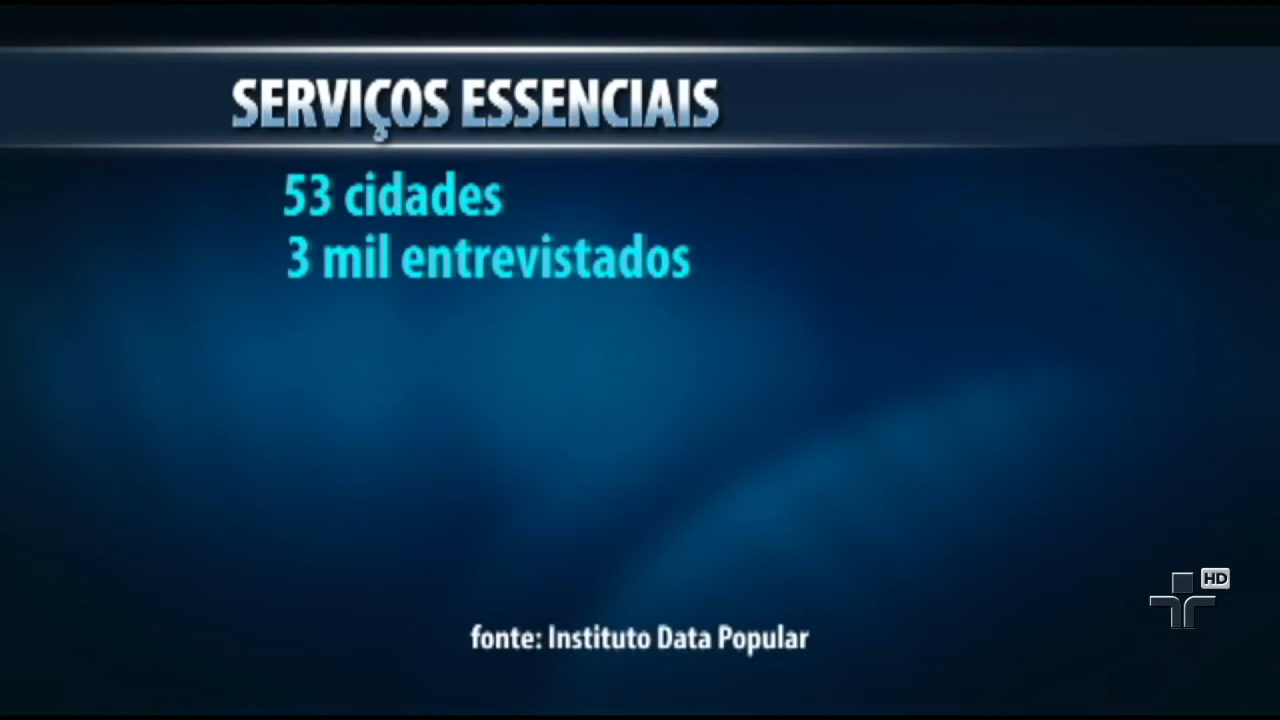 SERVIÇOS ESSENCIAIS
53 cidades
3 mil entrevistados
HD
fonte: Instituto Data Popular